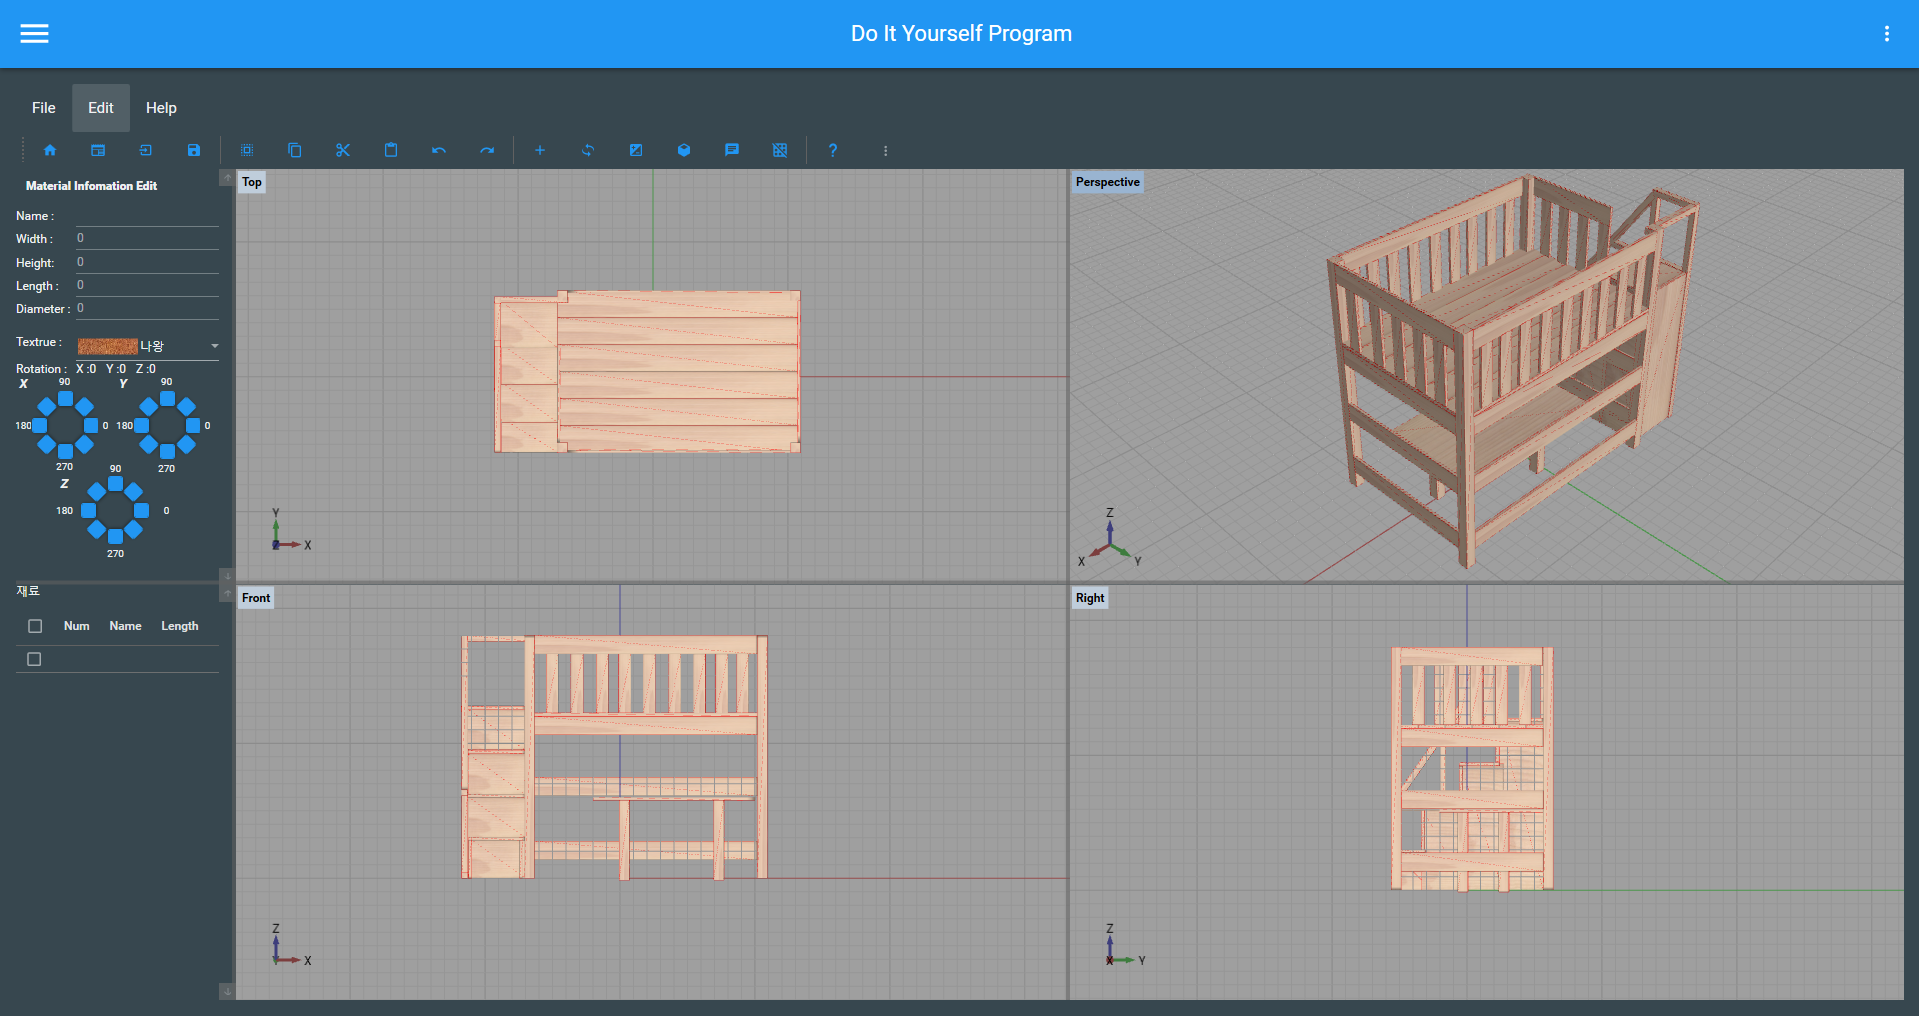 Do It Yourself Program
File Edit Help
?
Material Infomation Edit
Name :
Width : 0
Height: 0
Length : 0
Diameter : 0
Textrue : 나왕
Rotation : X :0 Y :0 Z :0
X 90 Y 90
180 0 180 0
270 270
Z 90
180 0
270
재료
Num Name Length
Top
Y
Z X
Perspective
Z
X Y
Front
Z
Y X
Right
Z
X Y